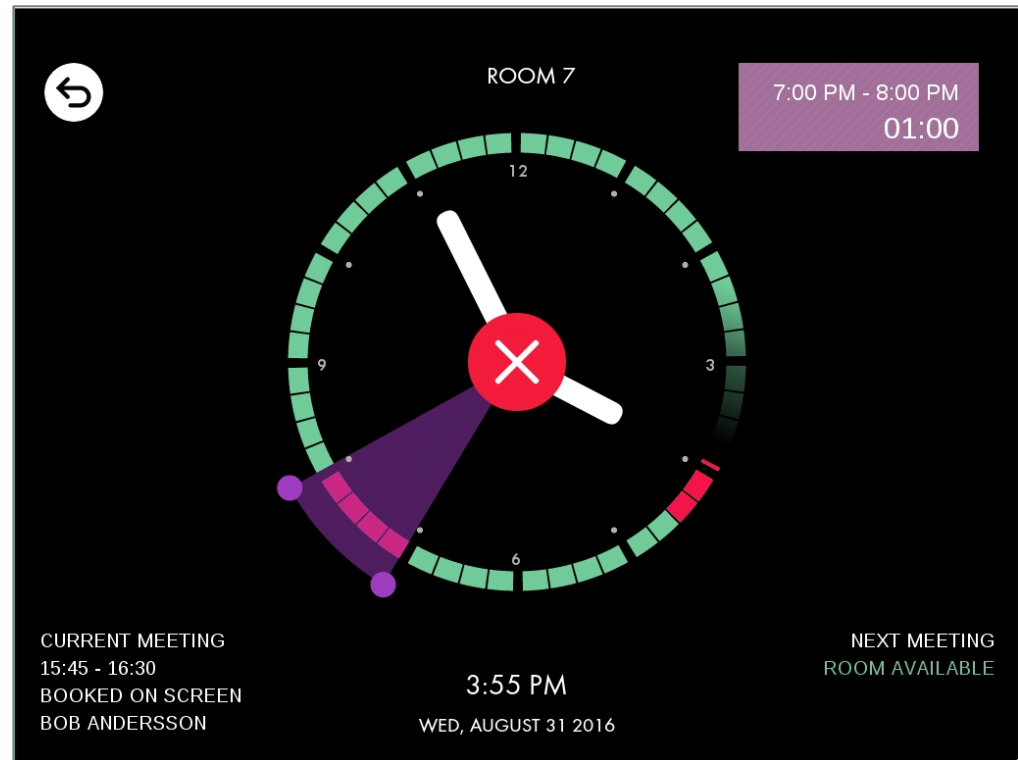 ROOM 7
7:00 PM - 8:00 PM
01:00
12
9
3
6
CURRENT MEETING
15:45 - 16:30
BOOKED ON SCREEN
BOB ANDERSSON
3:55 PM
WED, AUGUST 31 2016
NEXT MEETING
ROOM AVAILABLE